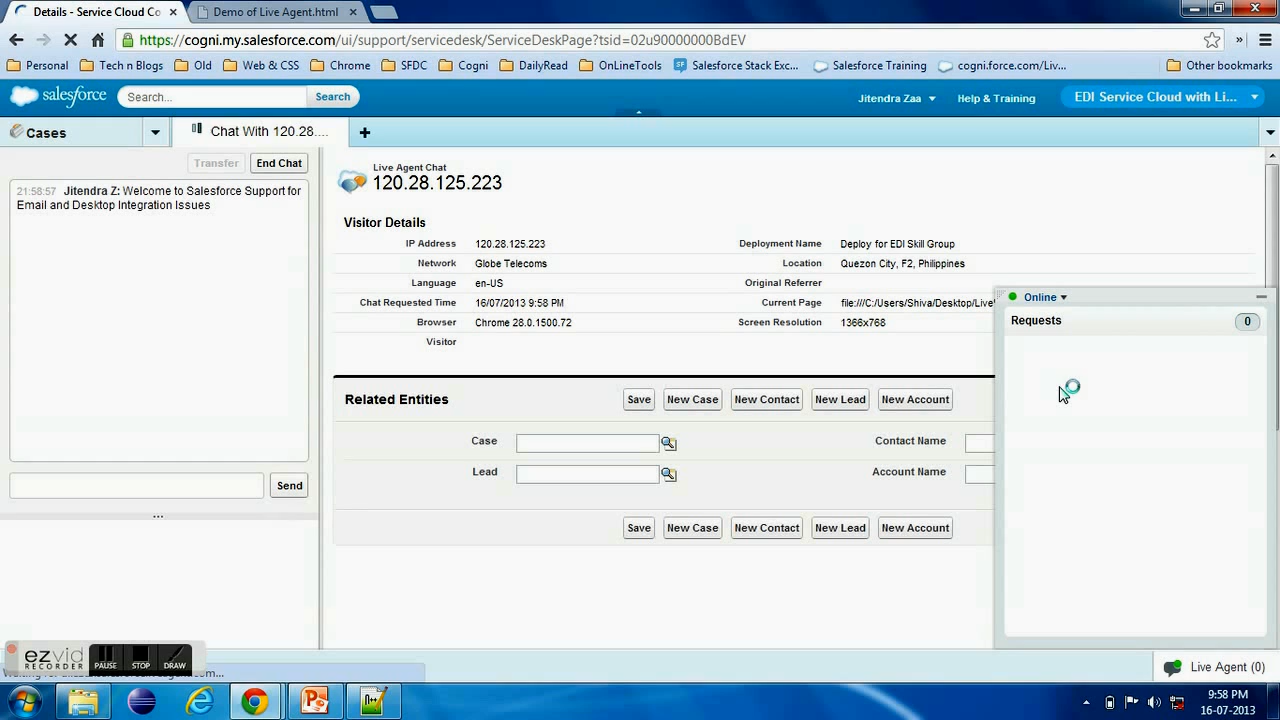 Details - Service Cloud Co
Demo of Live Agent.html
https://cogni.my.salesforce.com/ui/support/servicedesk/ServiceDeskPage?tsid=02u90000000BdEV
Personal Tech n Blogs Old Web & CSS Chrome SFDC Cogni DailyRead OnLineTools SF Salesforce Stack Exc... Salesforce Training cogni.force.com/Liv... » Other bookmarks
salesforce Search... Search Jitendra Zaa Help & Training EDI Service Cloud with Li...
Cases Chat With 120.28....
Transfer End Chat
21:58:57 Jitendra Z: Welcome to Salesforce Support for
Email and Desktop Integration Issues
Send
Live Agent Chat
120.28.125.223
Visitor Details
IP Address 120.28.125.223 Deployment Name Deploy for EDI Skill Group
Network Globe Telecoms Location Quezon City, F2, Philippines
Language en-US Original Referrer
Chat Requested Time 16/07/2013 9:58 PM Current Page file:///C:/Users/Shiva/Desktop/Live
Browser Chrome 28.0.1500.72 Screen Resolution 1366x768
Visitor
Related Entities Save New Case New Contact New Lead New Account
Case Contact Name
Lead Account Name
Save New Case New Contact New Lead New Account
Online
Requests 0
ezvid
RECORDER
PAUSE STOP DRAW
Live Agent (0)
9:58 PM
16-07-2013